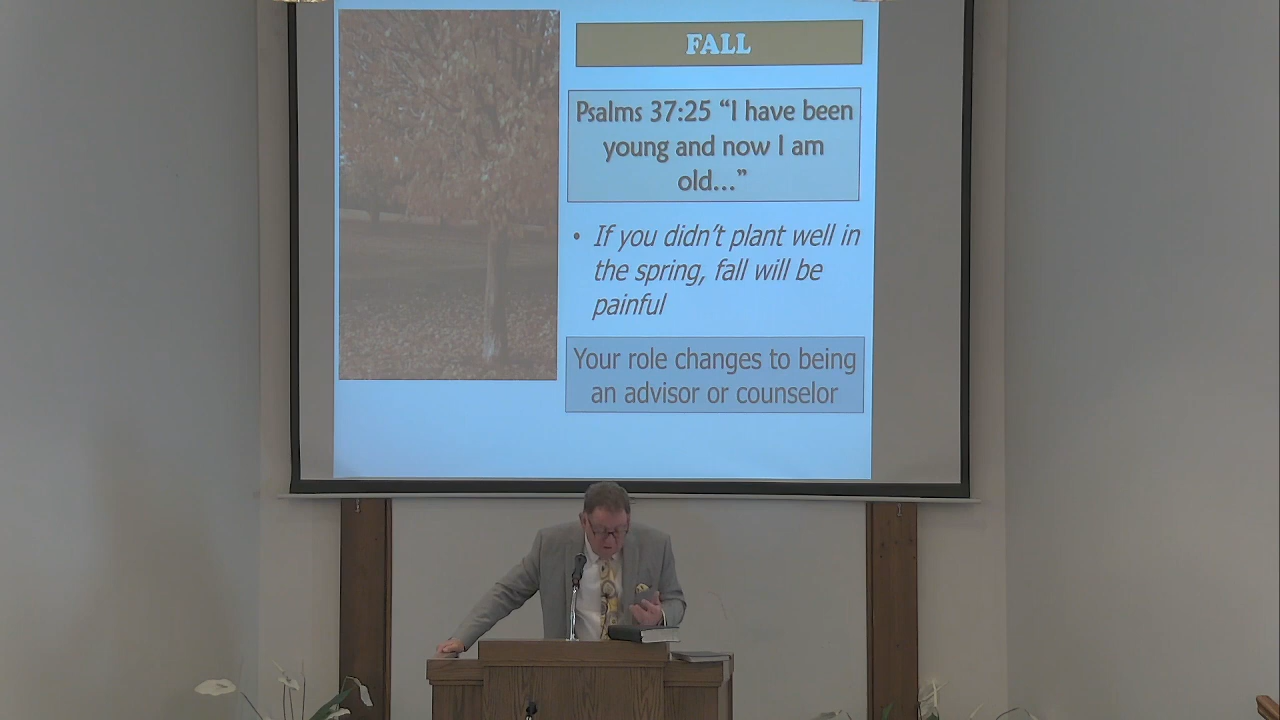 FALL
Psalms 37:25 “I have been
young and now I am
old...”
• If you didn’t plant well in
the spring, fall will be
painful
Your role changes to being
an advisor or counselor